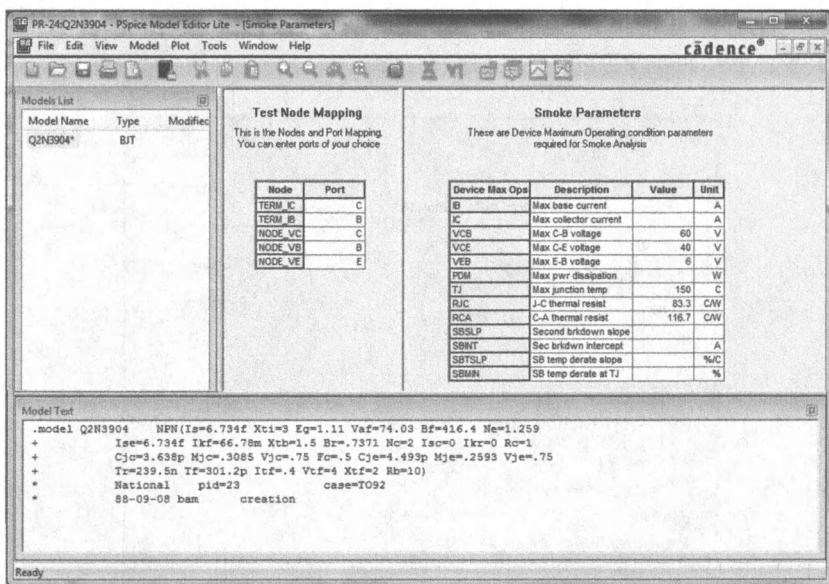 PR-24:Q2N3904 - PSpice Model Editor Lite - [Smoke Parameters]
File Edit View Model Plot Tools Window Help
cādence®
Models List
Model Name Type Modified
Q2N3904* BJT
Test Node Mapping
This is the Nodes and Port Mapping.
You can enter ports of your choice
Node Port
TERM_IC C
TERM_IB B
NODE_VC C
NODE_VB B
NODE_VE E
Smoke Parameters
These are Device Maximum Operating condition parameters
required for Smoke Analysis
Device Max Ops Description Value Unit
IB Max base current A
IC Max collector current A
VCB Max C-B voltage 60 V
VCE Max C-E voltage 40 V
VEB Max E-B voltage 6 V
PDM Max pwr dissipation W
TJ Max junction temp 150 C
RJC J-C thermal resist 83.3 C/W
RCA C-A thermal resist 116.7 C/W
SBSLP Second brkdown slope
SBINT Sec brkdwn intercept A
SBTSLP SB temp derate slope %/C
SBMIN SB temp derate at TJ %
Model Text
.model Q2N3904 NPN(Is=6.734f Xti=3 Eg=1.11 Vaf=74.03 Bf=416.4 Ne=1.259
+ Ise=6.734f Ikf=66.78m Xtb=1.5 Br=.7371 Nc=2 Isc=0 Ikr=0 Rc=1
+ Cjc=3.638p Mjc=.3085 Vjc=.75 Fc=.5 Cje=4.493p Mje=.2593 Vje=.75
+ Tr=239.5n Tf=301.2p Itf=.4 Vtf=4 Xtf=2 Rb=10)
* National pid=23 case=TO92
* 88-09-08 bam creation
Ready